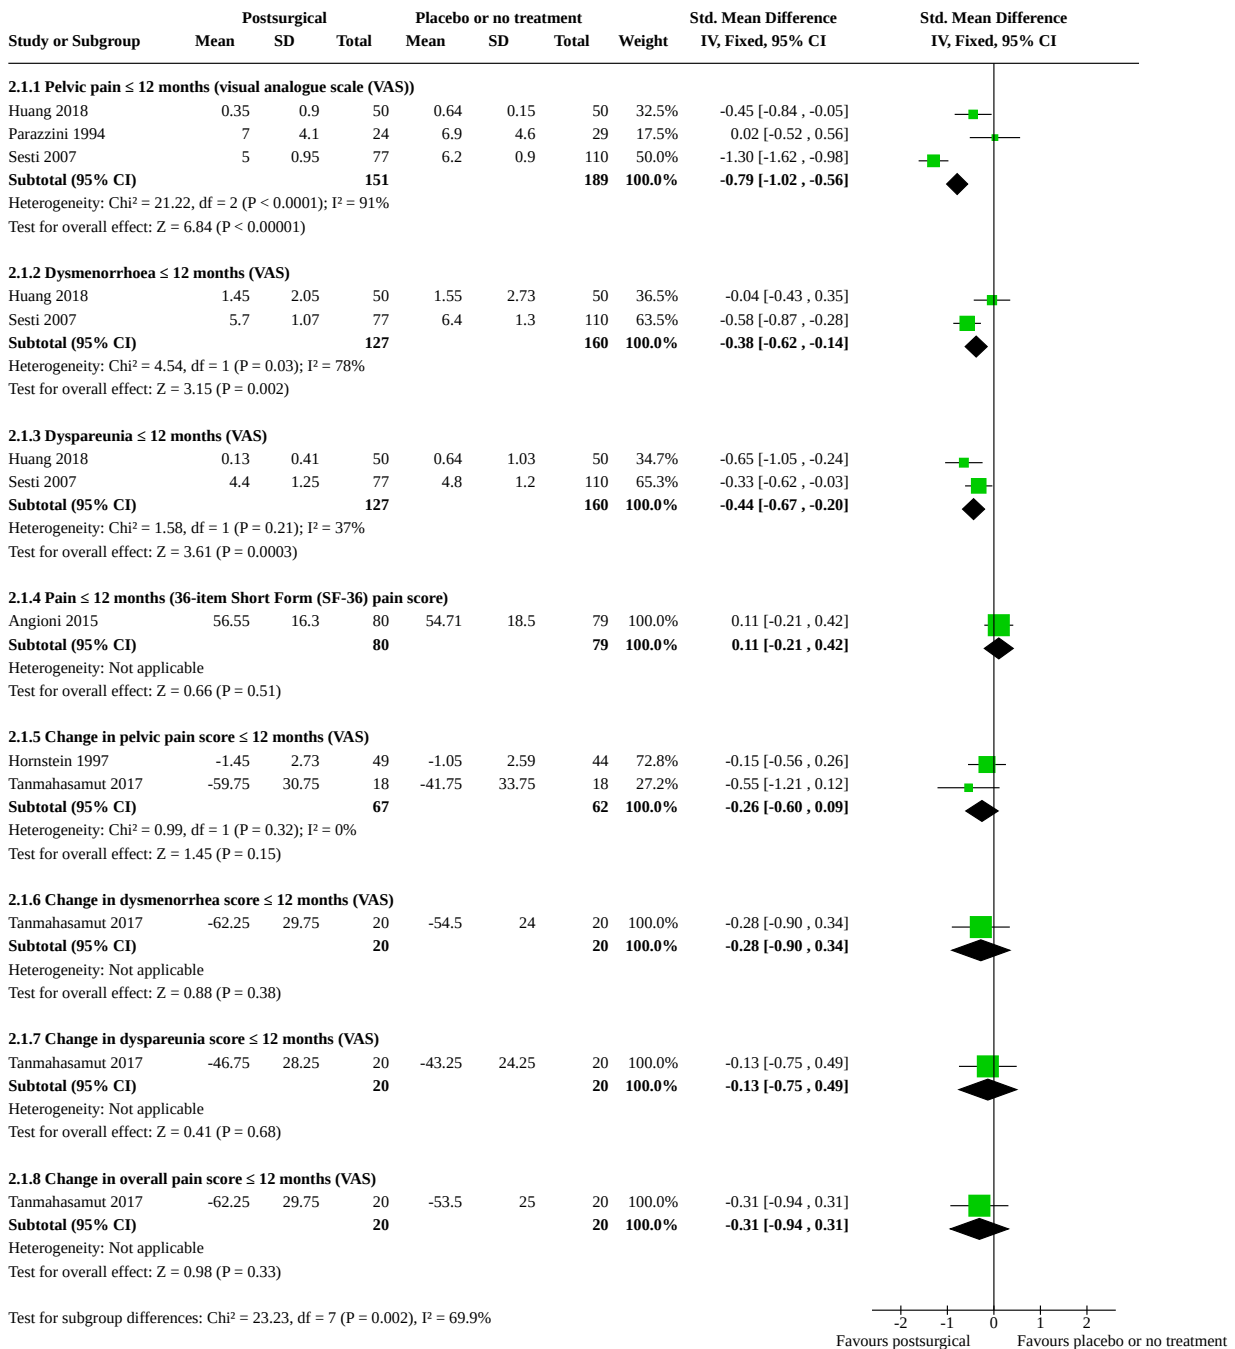 Postsurgical Placebo or no treatment Std. Mean Difference Std. Mean Difference
Study or Subgroup Mean SD Total Mean SD Total Weight IV, Fixed, 95% CI IV, Fixed, 95% CI
2.1.1 Pelvic pain ≤ 12 months (visual analogue scale (VAS))
Huang 2018 0.35 0.9 50 0.64 0.15 50 32.5% -0.45 [-0.84 , -0.05]
Parazzini 1994 7 4.1 24 6.9 4.6 29 17.5% 0.02 [-0.52 , 0.56]
Sesti 2007 5 0.95 77 6.2 0.9 110 50.0% -1.30 [-1.62 , -0.98]
Subtotal (95% CI) 151 189 100.0% -0.79 [-1.02 , -0.56]
Heterogeneity: Chi² = 21.22, df = 2 (P < 0.0001); I² = 91%
Test for overall effect: Z = 6.84 (P < 0.00001)
2.1.2 Dysmenorrhoea ≤ 12 months (VAS)
Huang 2018 1.45 2.05 50 1.55 2.73 50 36.5% -0.04 [-0.43 , 0.35]
Sesti 2007 5.7 1.07 77 6.4 1.3 110 63.5% -0.58 [-0.87 , -0.28]
Subtotal (95% CI) 127 160 100.0% -0.38 [-0.62 , -0.14]
Heterogeneity: Chi² = 4.54, df = 1 (P = 0.03); I² = 78%
Test for overall effect: Z = 3.15 (P = 0.002)
2.1.3 Dyspareunia ≤ 12 months (VAS)
Huang 2018 0.13 0.41 50 0.64 1.03 50 34.7% -0.65 [-1.05 , -0.24]
Sesti 2007 4.4 1.25 77 4.8 1.2 110 65.3% -0.33 [-0.62 , -0.03]
Subtotal (95% CI) 127 160 100.0% -0.44 [-0.67 , -0.20]
Heterogeneity: Chi² = 1.58, df = 1 (P = 0.21); I² = 37%
Test for overall effect: Z = 3.61 (P = 0.0003)
2.1.4 Pain ≤ 12 months (36-item Short Form (SF-36) pain score)
Angioni 2015 56.55 16.3 80 54.71 18.5 79 100.0% 0.11 [-0.21 , 0.42]
Subtotal (95% CI) 80 79 100.0% 0.11 [-0.21 , 0.42]
Heterogeneity: Not applicable
Test for overall effect: Z = 0.66 (P = 0.51)
2.1.5 Change in pelvic pain score ≤ 12 months (VAS)
Hornstein 1997 -1.45 2.73 49 -1.05 2.59 44 72.8% -0.15 [-0.56 , 0.26]
Tanmahasamut 2017 -59.75 30.75 18 -41.75 33.75 18 27.2% -0.55 [-1.21 , 0.12]
Subtotal (95% CI) 67 62 100.0% -0.26 [-0.60 , 0.09]
Heterogeneity: Chi² = 0.99, df = 1 (P = 0.32); I² = 0%
Test for overall effect: Z = 1.45 (P = 0.15)
2.1.6 Change in dysmenorrhea score ≤ 12 months (VAS)
Tanmahasamut 2017 -62.25 29.75 20 -54.5 24 20 100.0% -0.28 [-0.90 , 0.34]
Subtotal (95% CI) 20 20 100.0% -0.28 [-0.90 , 0.34]
Heterogeneity: Not applicable
Test for overall effect: Z = 0.88 (P = 0.38)
2.1.7 Change in dyspareunia score ≤ 12 months (VAS)
Tanmahasamut 2017 -46.75 28.25 20 -43.25 24.25 20 100.0% -0.13 [-0.75 , 0.49]
Subtotal (95% CI) 20 20 100.0% -0.13 [-0.75 , 0.49]
Heterogeneity: Not applicable
Test for overall effect: Z = 0.41 (P = 0.68)
2.1.8 Change in overall pain score ≤ 12 months (VAS)
Tanmahasamut 2017 -62.25 29.75 20 -53.5 25 20 100.0% -0.31 [-0.94 , 0.31]
Subtotal (95% CI) 20 20 100.0% -0.31 [-0.94 , 0.31]
Heterogeneity: Not applicable
Test for overall effect: Z = 0.98 (P = 0.33)
Test for subgroup differences: Chi² = 23.23, df = 7 (P = 0.002), I² = 69.9%
-2 -1 0 1 2
Favours postsurgical Favours placebo or no treatment